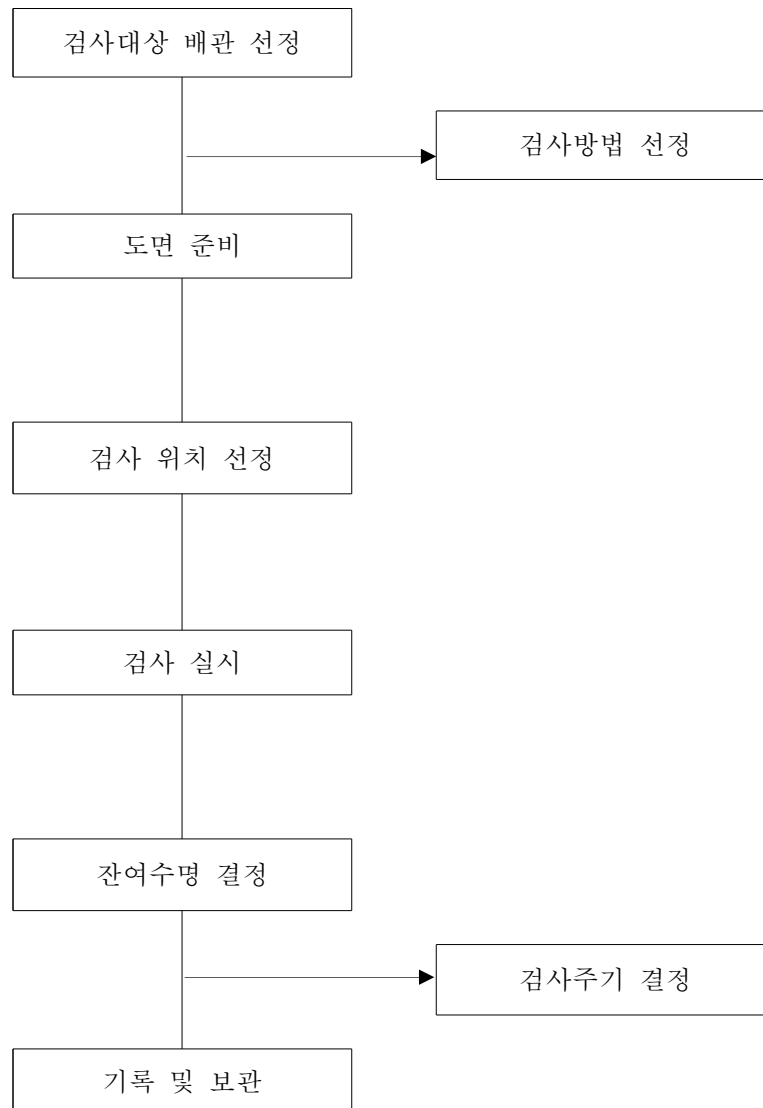 검사대상 배관 선정
검사방법 선정
도면 준비
검사 위치 선정
검사 실시
잔여수명 결정
검사주기 결정
기록 및 보관